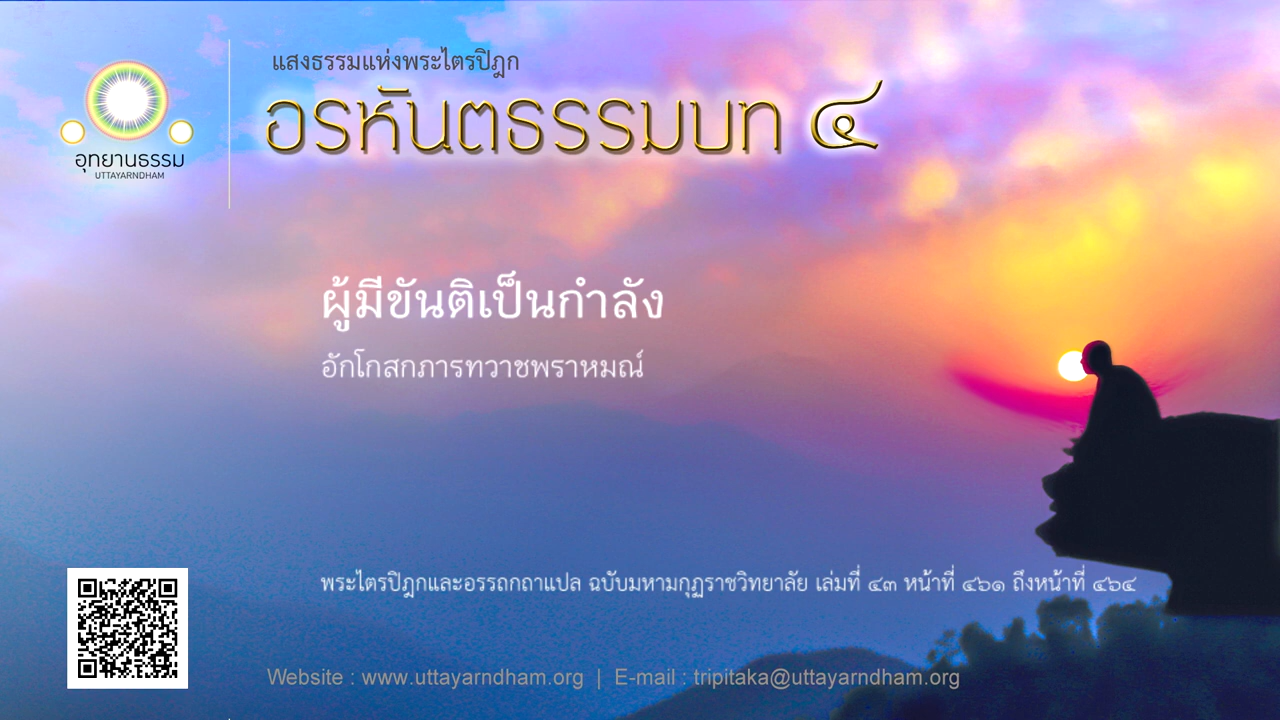 แสงธรรมแห่งพระไตรปิฎก
อรหันตธรรมบท ๔
อุทยานธรรม
UTTAYARNDHAM
ผู้มีขันติเป็นกำลัง
อักโกสกภารทวาชพราหมณ์
พระไตรปิฎกและอรรถกถาแปล ฉบับมหามกุฏราชวิทยาลัย เล่มที่ ๔๓ หน้าที่ ๔๖๑ ถึงหน้าที่ ๔๖๔
Website : www.uttayarndham.org | E-mail : tripitaka@uttayarndham.org